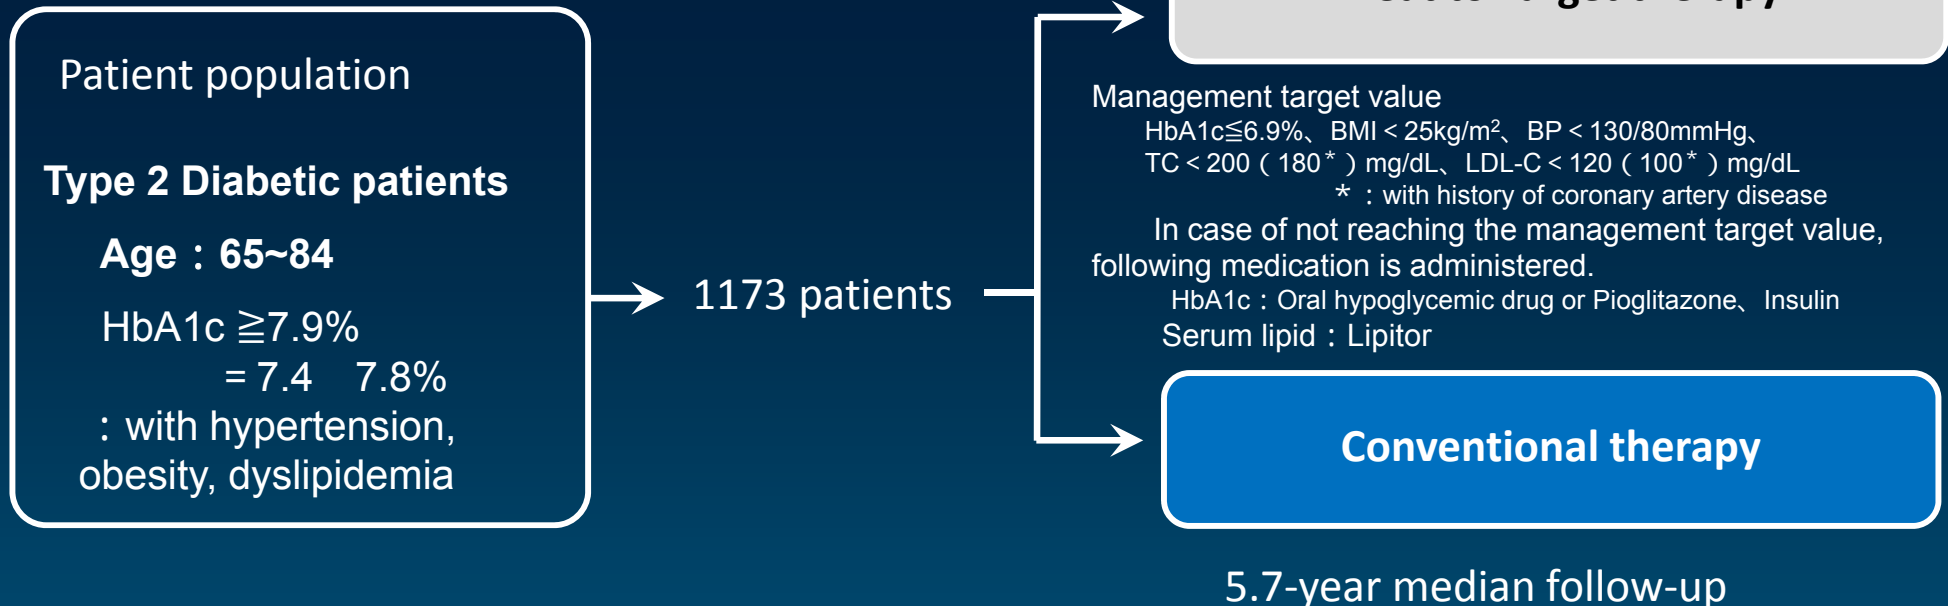 Patient population
Type 2 Diabetic patients
Age：65~84
HbA1c ≧7.9%
= 7.4 7.8%
：with hypertension,
obesity, dyslipidemia
1173 patients
Management target value
HbA1c≦6.9%、BMI < 25kg/m²、BP < 130/80mmHg、
TC < 200（180*）mg/dL、LDL-C < 120（100*）mg/dL
*：with history of coronary artery disease
In case of not reaching the management target value,
following medication is administered.
HbA1c：Oral hypoglycemic drug or Pioglitazone、Insulin
Serum lipid：Lipitor
Conventional therapy
5.7-year median follow-up